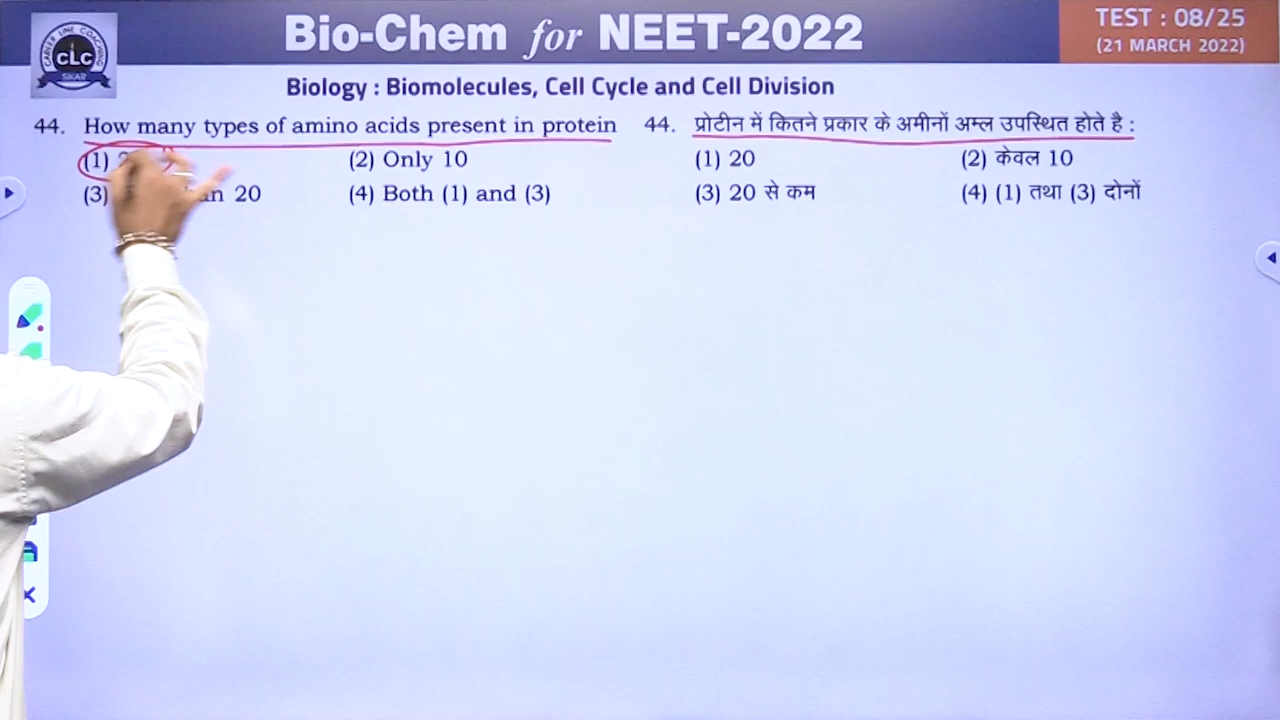 CAREER LINE COACHING
CLC
SIKAR
Bio-Chem for NEET-2022
TEST : 08/25
(21 MARCH 2022)
Biology : Biomolecules, Cell Cycle and Cell Division
44. How many types of amino acids present in protein
(1)
(2) Only 10
(3) 20
(4) Both (1) and (3)
44. प्रोटीन में कितने प्रकार के अमीनों अम्ल उपस्थित होते है :
(1) 20
(2) केवल 10
(3) 20 से कम
(4) (1) तथा (3) दोनों